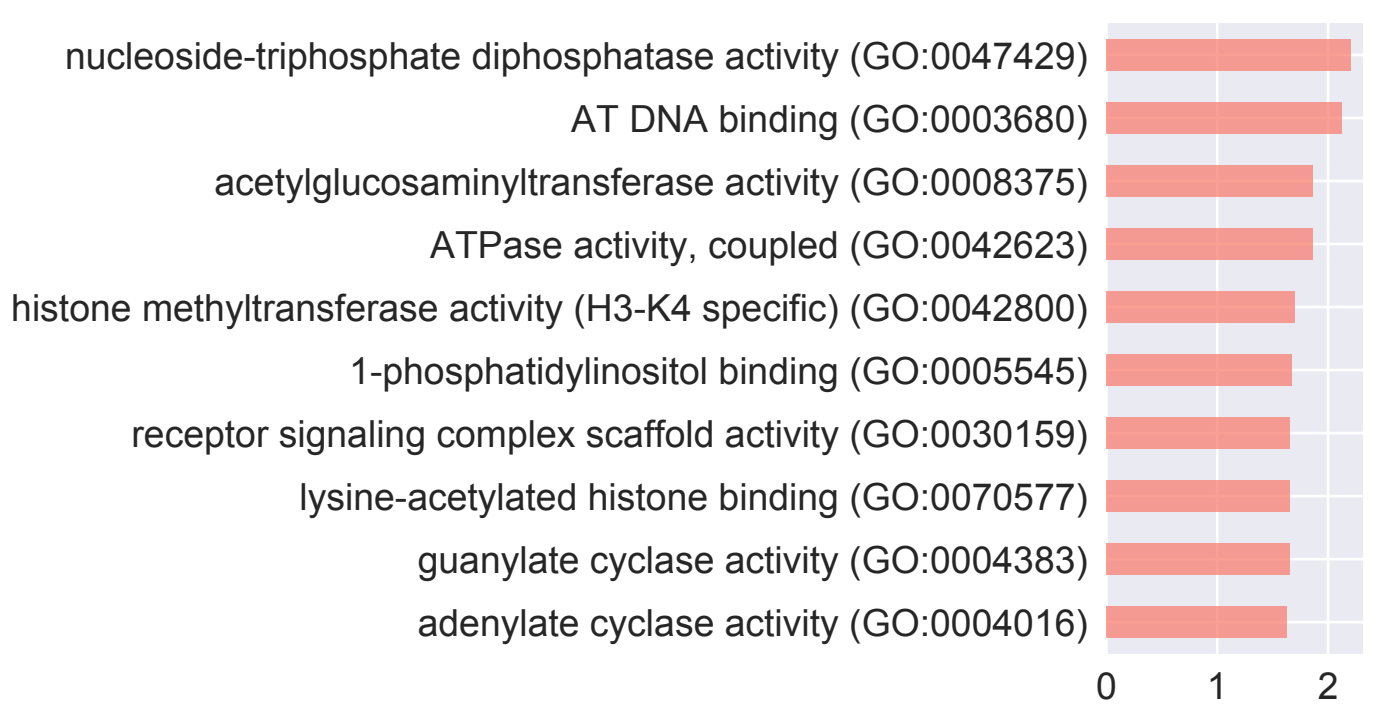 nucleoside-triphosphate diphosphatase activity (GO:0047429)
AT DNA binding (GO:0003680)
acetylglucosaminyltransferase activity (GO:0008375)
ATPase activity, coupled (GO:0042623)
histone methyltransferase activity (H3-K4 specific) (GO:0042800)
1-phosphatidylinositol binding (GO:0005545)
receptor signaling complex scaffold activity (GO:0030159)
lysine-acetylated histone binding (GO:0070577)
guanylate cyclase activity (GO:0004383)
adenylate cyclase activity (GO:0004016)
0 1 2